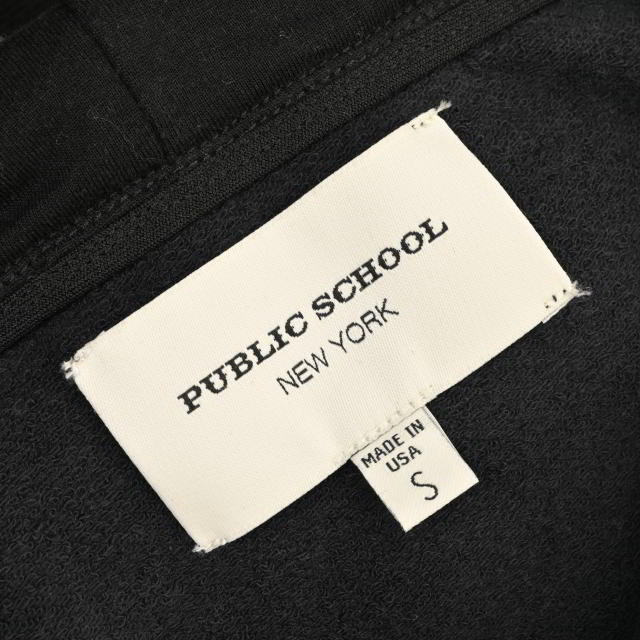 PUBLIC SCHOOL
NEW YORK
MADE IN
USA
S